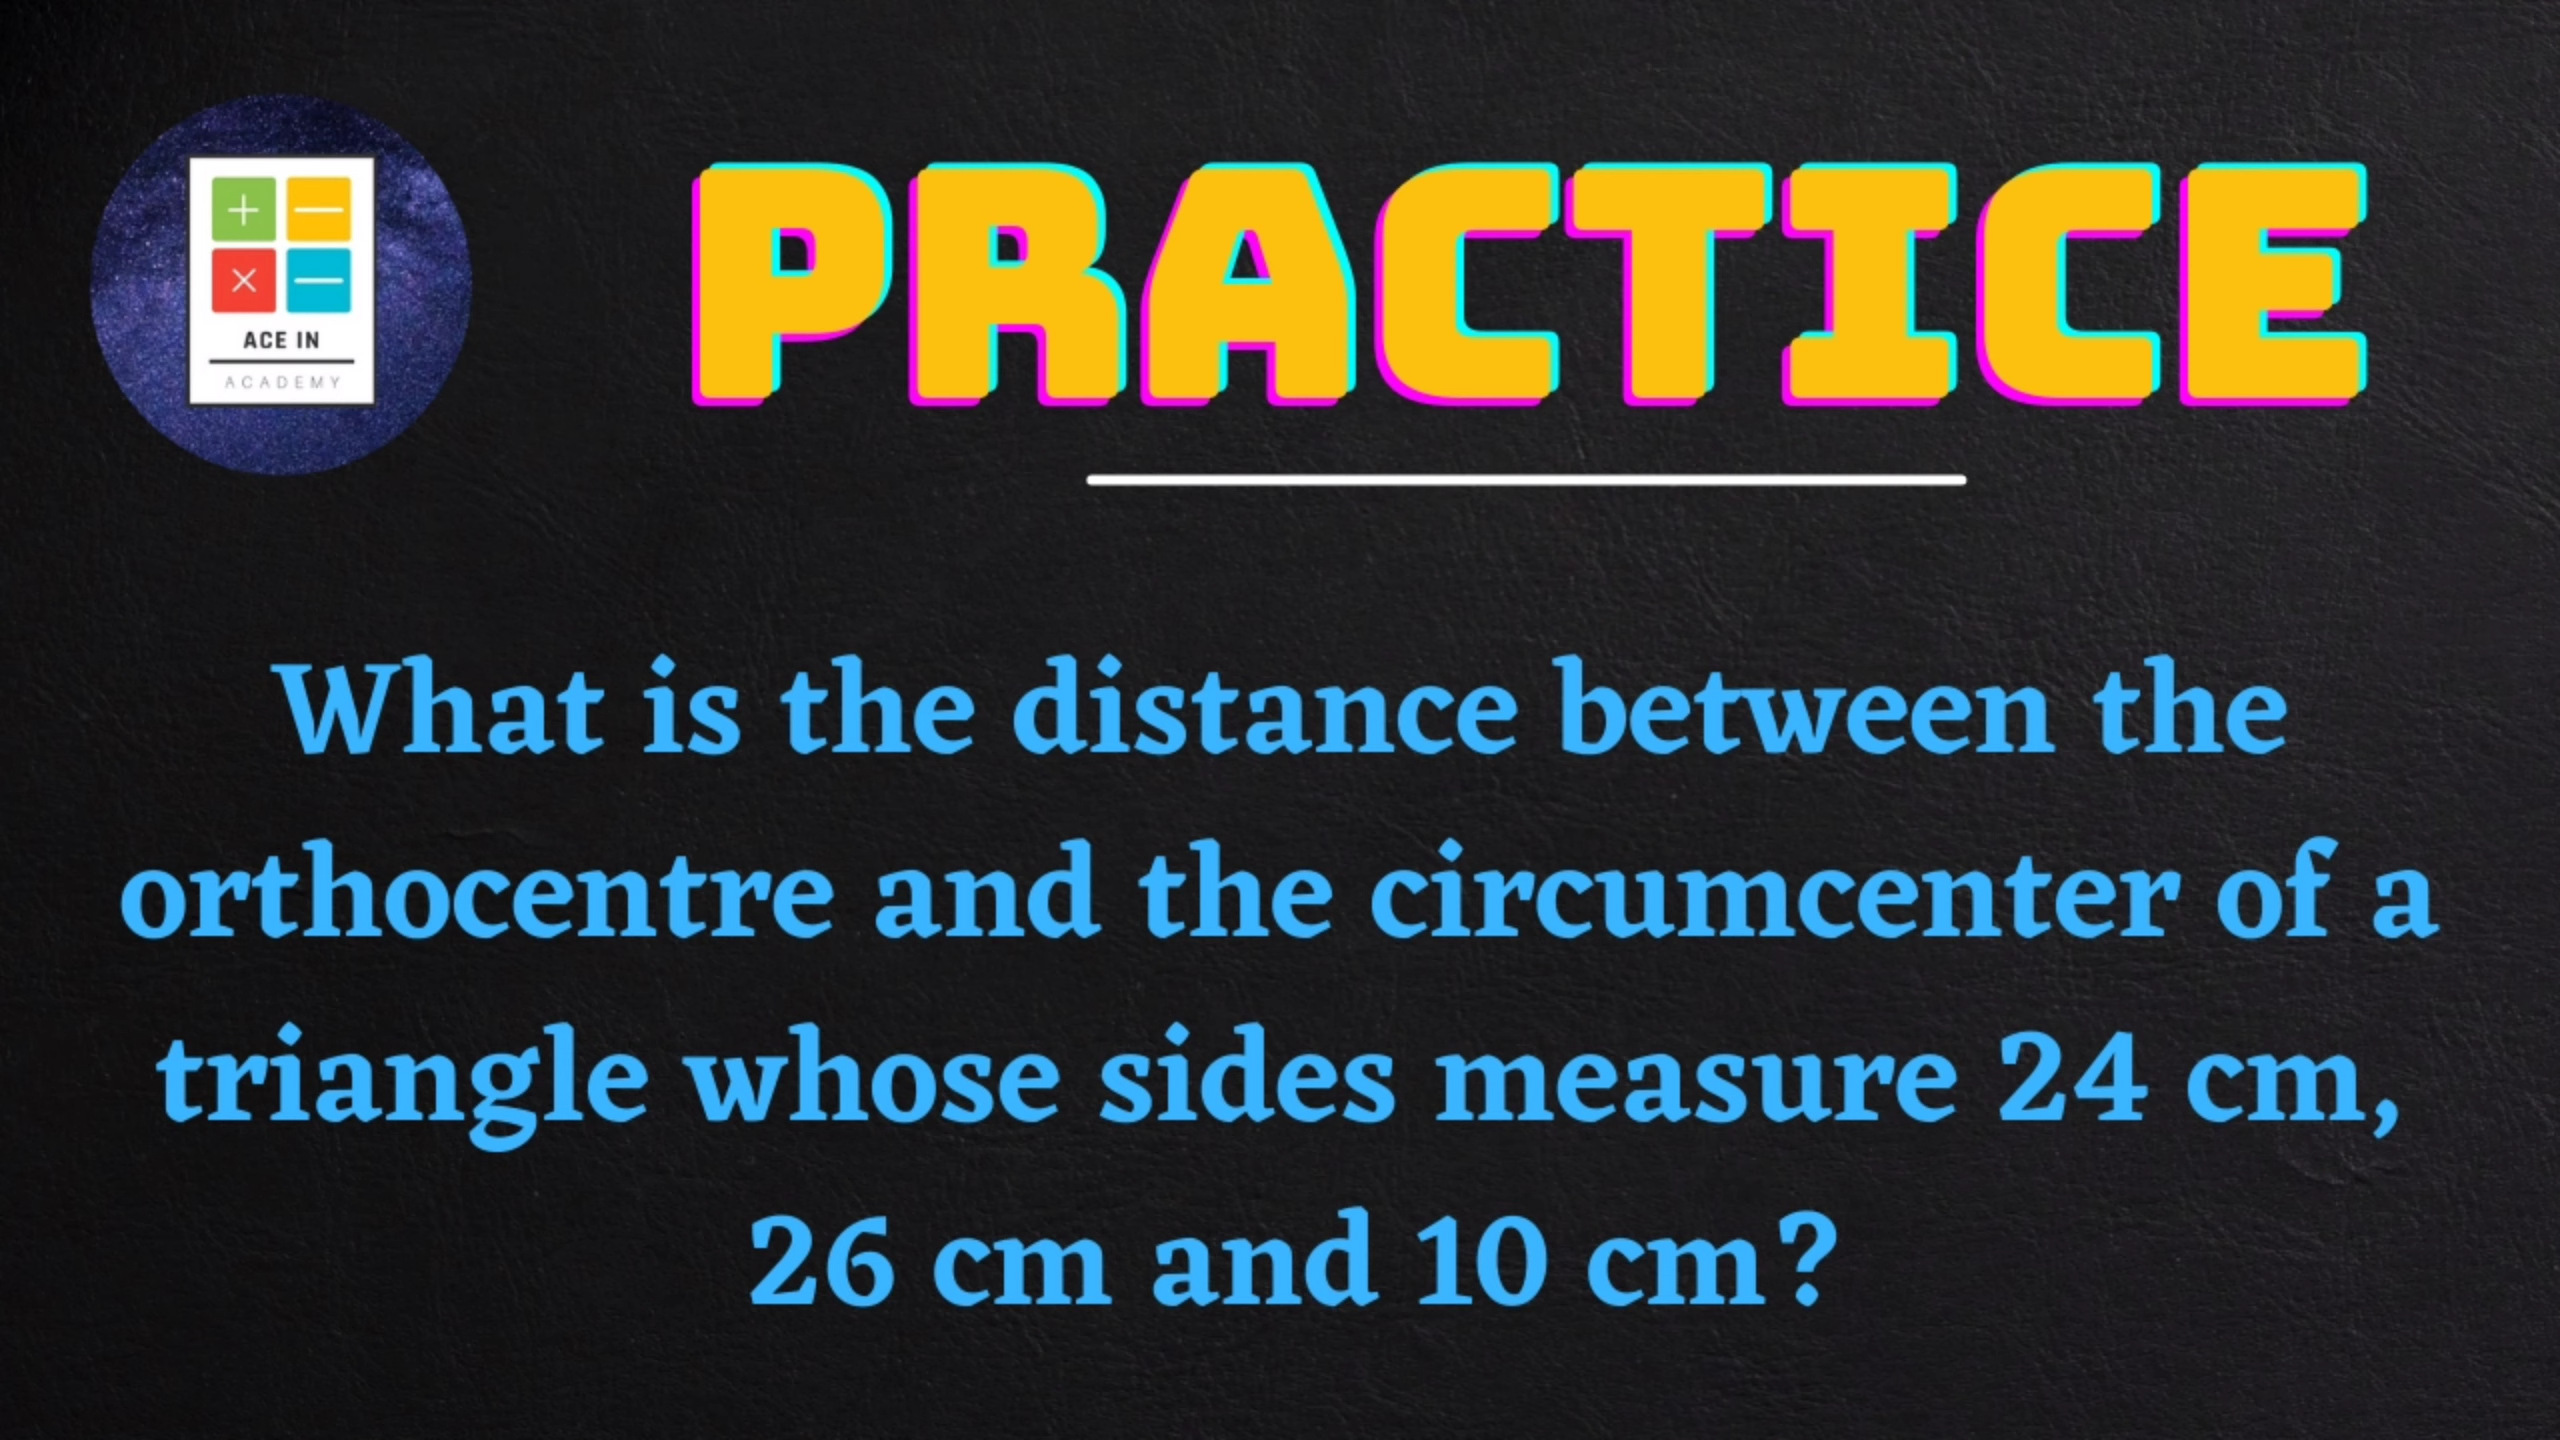 PRACTICE
+ —
× —
ACE IN
ACADEMY
What is the distance between the
orthocentre and the circumcenter of a
triangle whose sides measure 24 cm,
26 cm and 10 cm?